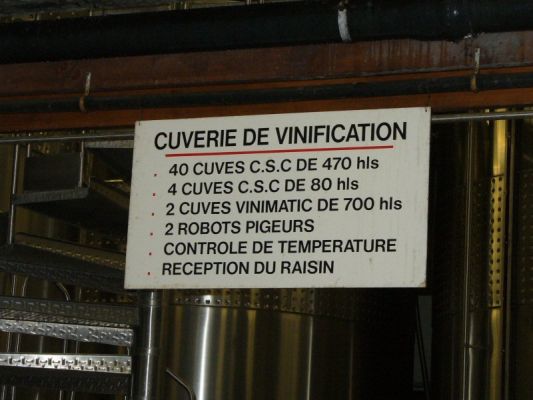 CUVERIE DE VINIFICATION
. 40 CUVES C.S.C DE 470 hls
. 4 CUVES C.S.C DE 80 hls
. 2 CUVES VINIMATIC DE 700 hls
. 2 ROBOTS PIGEURS
. CONTROLE DE TEMPERATURE
. RECEPTION DU RAISIN